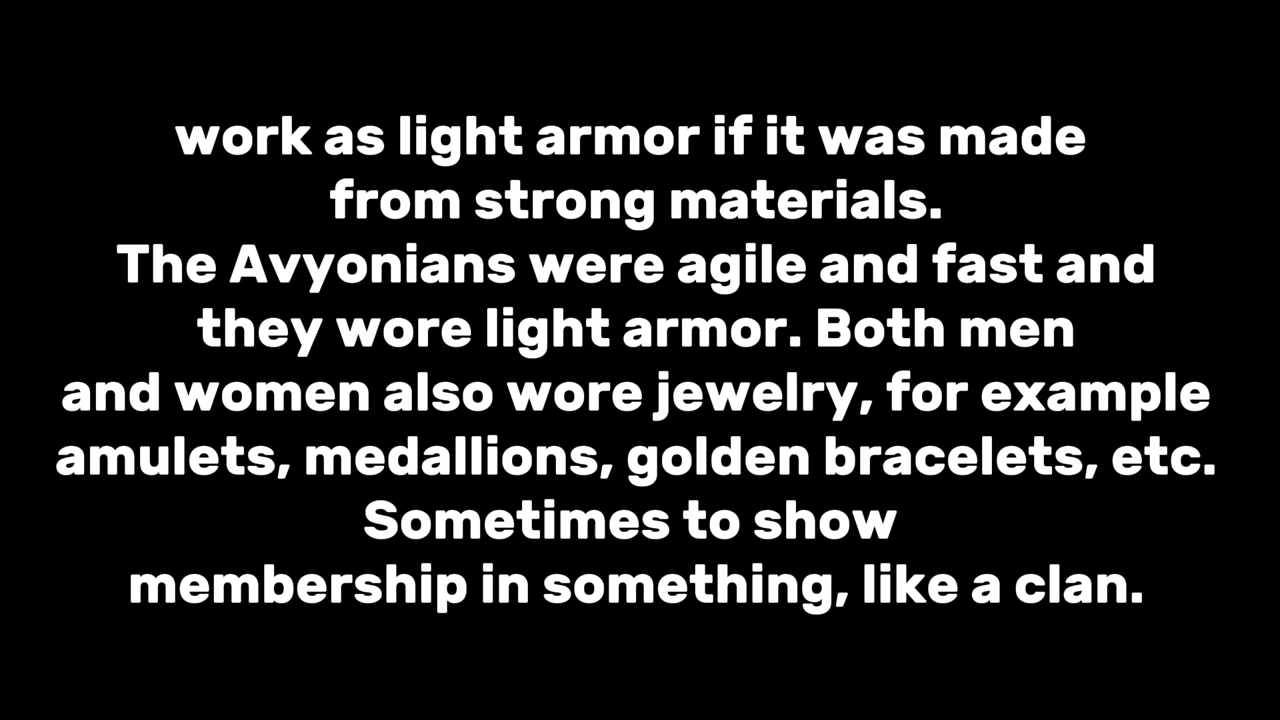 work as light armor if it was made
from strong materials.
The Avyonians were agile and fast and
they wore light armor. Both men
and women also wore jewelry, for example
amulets, medallions, golden bracelets, etc.
Sometimes to show
membership in something, like a clan.